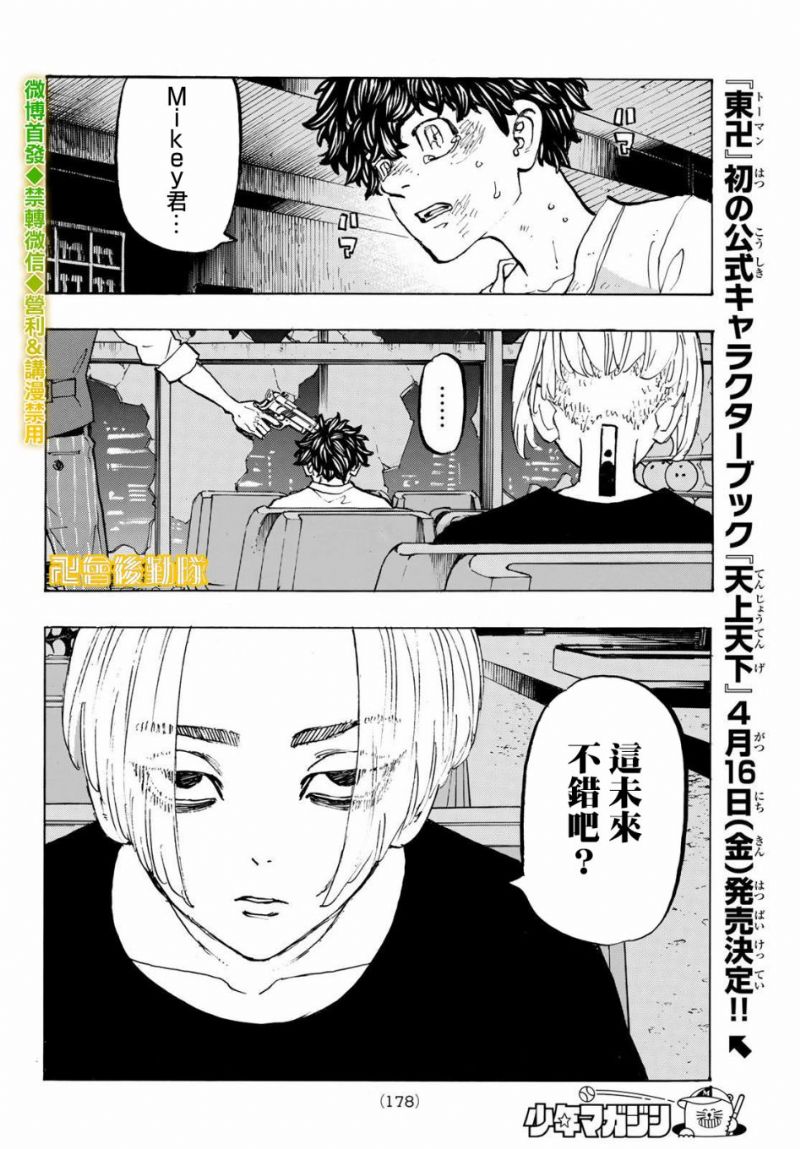 『東卍』初の公式キャラクターブック『天上天下』4月16日(金)発売決定!!
トーマン
はつ
こうしき
てんじょうてんげ
がつ
にち
きん
はつばいけってい
Mikey君…
ハァ
ハァ
……
這未來
不錯吧?
微博首發◆禁轉微信◆營利&講漫禁用
卍會後勤隊
(178)
少年マガジン